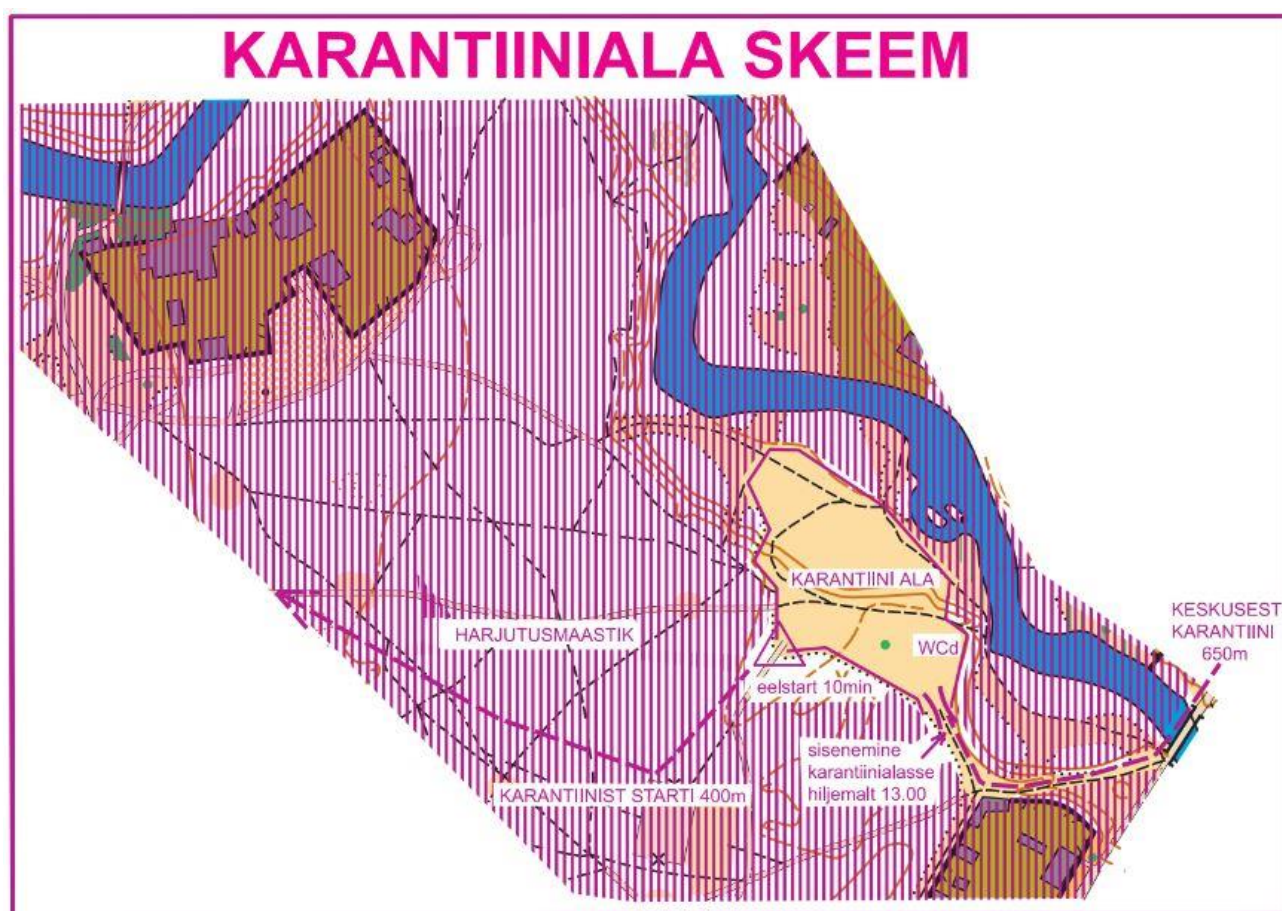 KARANTIINIALA SKEEM
KARANTIINI ALA
KESKUSEST
KARANTIINI
650m
HARJUTUSMAASTIK
WCd
eelstart 10min
sisenemine
karantiinialasse
hiljemalt 13.00
KARANTIINIST STARTI 400m